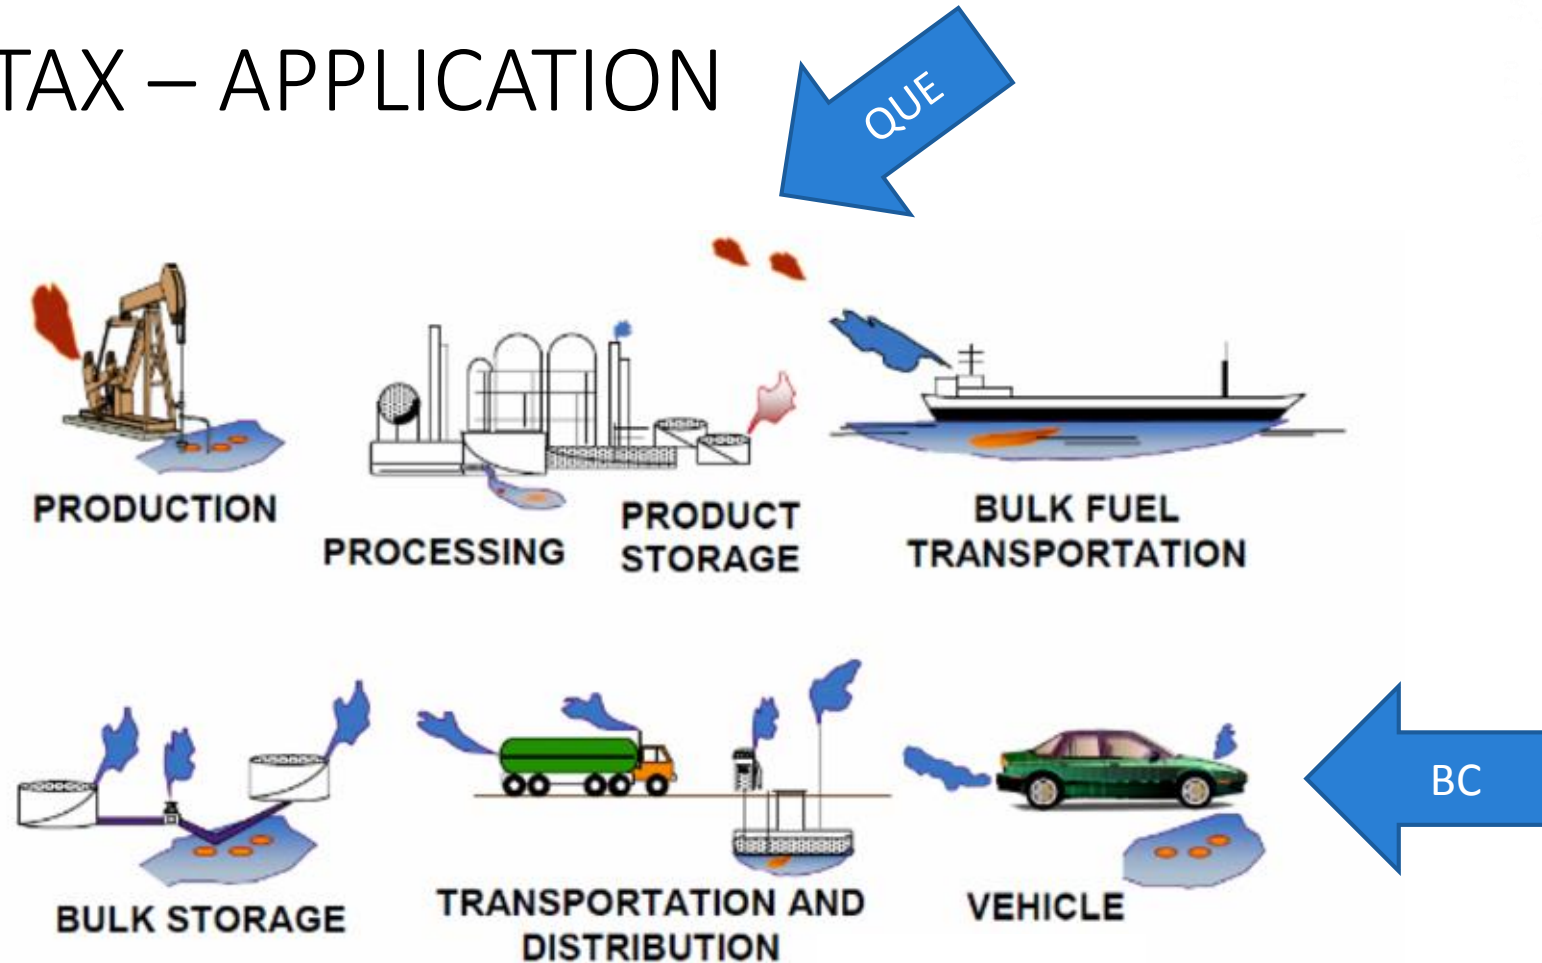 TAX – APPLICATION
QUE
PRODUCTION
PROCESSING
PRODUCT
STORAGE
BULK FUEL
TRANSPORTATION
BC
BULK STORAGE
TRANSPORTATION AND
DISTRIBUTION
VEHICLE